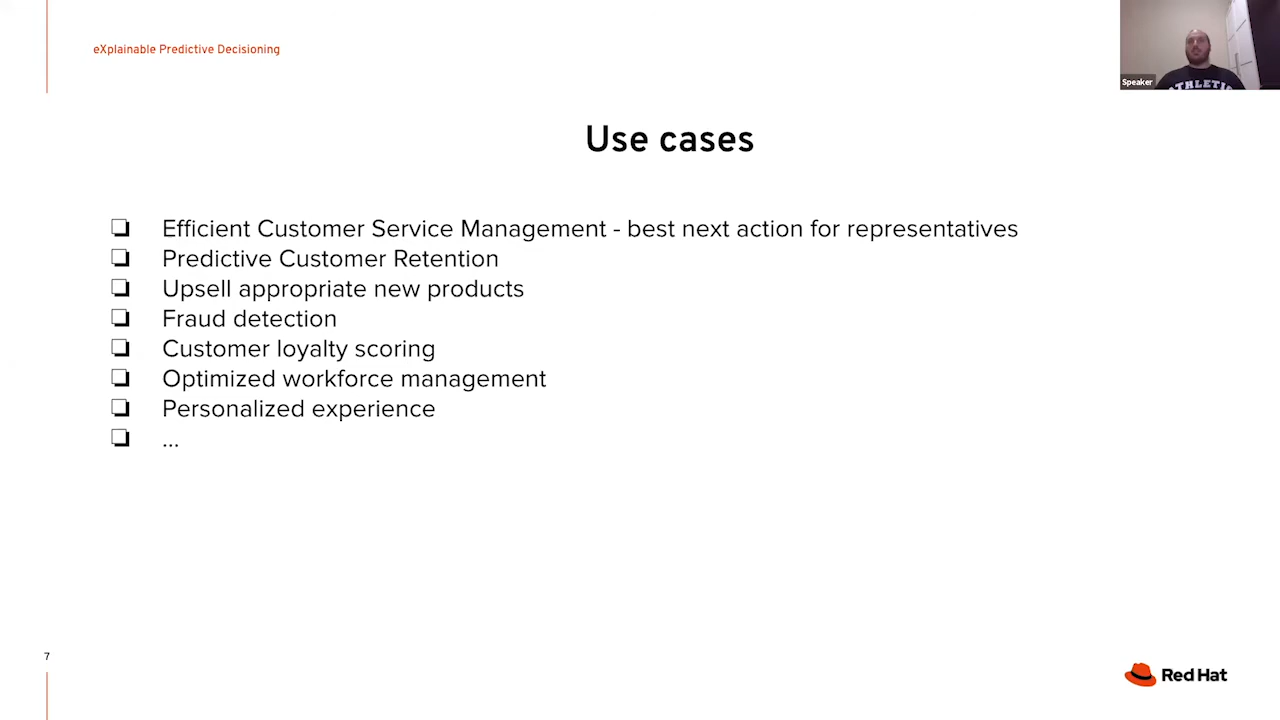 eXplainable Predictive Decisioning
Speaker
Use cases
❏ Efficient Customer Service Management - best next action for representatives
❏ Predictive Customer Retention
❏ Upsell appropriate new products
❏ Fraud detection
❏ Customer loyalty scoring
❏ Optimized workforce management
❏ Personalized experience
❏ ...
7
Red Hat